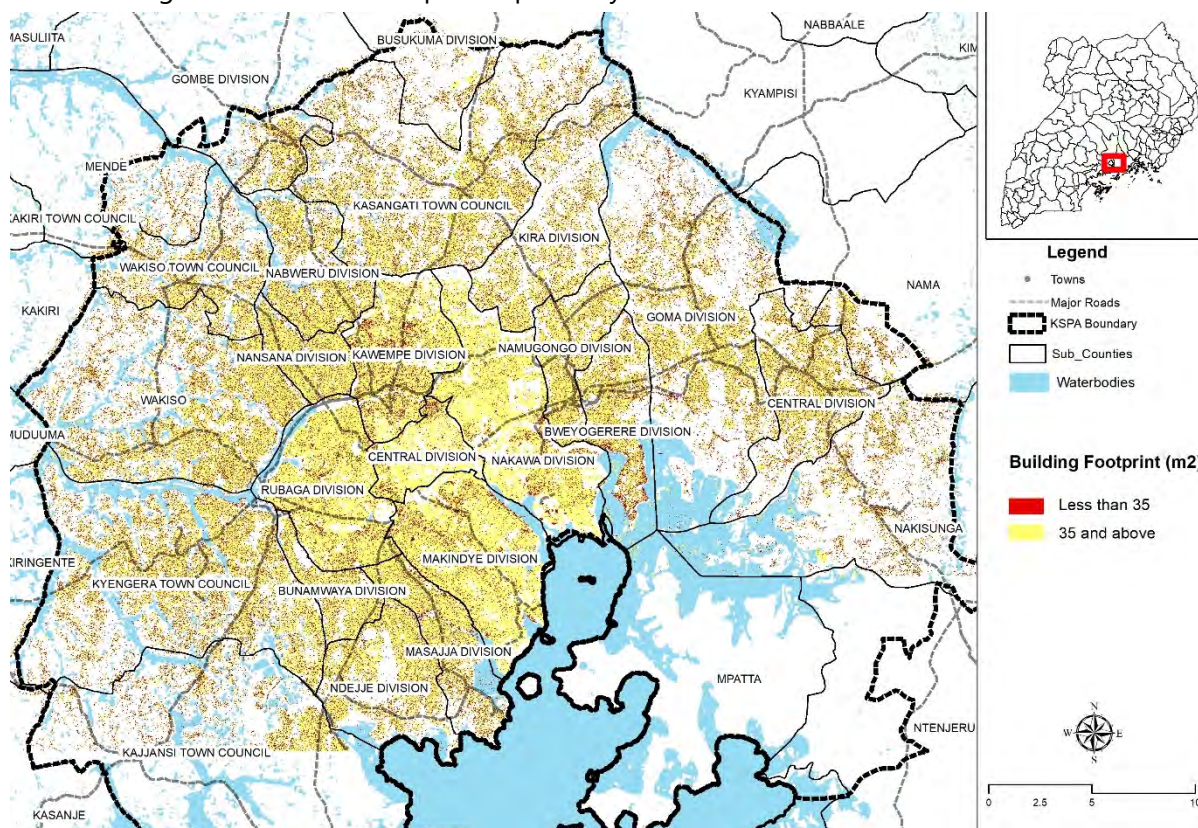 BUSUKUMA DIVISION
NABBAALE
MASULIITA
KIM
GOMBE DIVISION
KYAMPISI
MENDE
KASANGATI TOWN COUNCIL
KAKIRI TOWN COUNCIL
KIRA DIVISION
WAKISO TOWN COUNCIL
NABWERU DIVISION
NAMA
KAKIRI
GOMA DIVISION
NANSANA DIVISION
KAWEMPE DIVISION
NAMUGONGO DIVISION
WAKISO
CENTRAL DIVISION
MUDUUMA
BWEYOGERERE DIVISION
CENTRAL DIVISION
NAKAWA DIVISION
RUBAGA DIVISION
NAKISUNGA
MAKINDYE DIVISION
KIRINGENTE
KYENGERA TOWN COUNCIL
BUNAMWAYA DIVISION
MASAJJA DIVISION
MPATTA
NDEJJE DIVISION
NTENJERU
KAJJANSI TOWN COUNCIL
KASANJE
Legend
Towns
Major Roads
KSPA Boundary
Sub_Counties
Waterbodies
Building Footprint (m2)
Less than 35
35 and above
N
W E
S
0 2.5 5 10